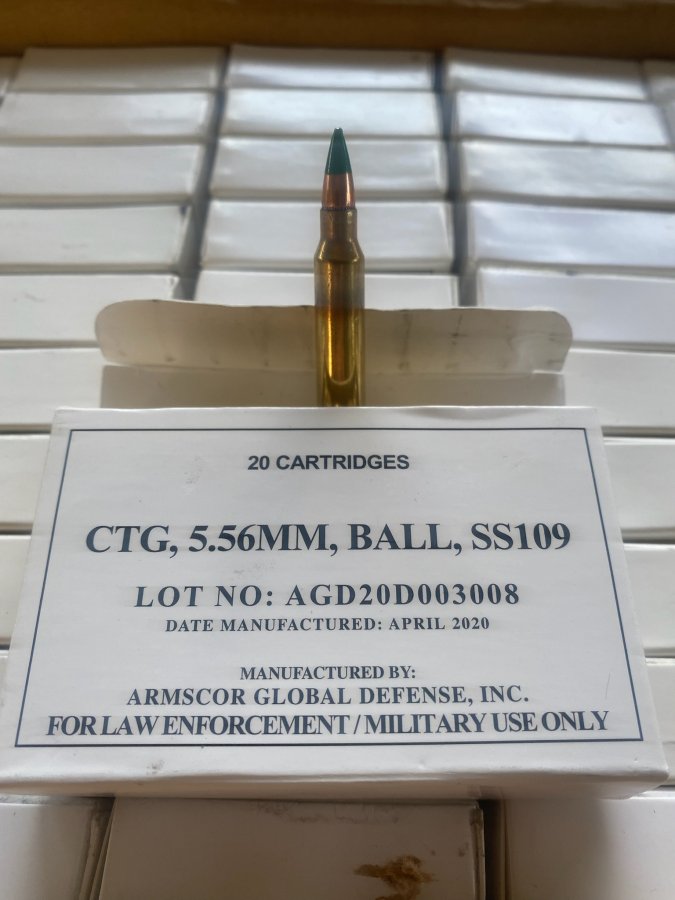 20 CARTRIDGES
CTG, 5.56MM, BALL, SS109
LOT NO: AGD20D003008
DATE MANUFACTURED: APRIL 2020
MANUFACTURED BY:
ARMSCOR GLOBAL DEFENSE, INC.
FOR LAW ENFORCEMENT / MILITARY USE ONLY